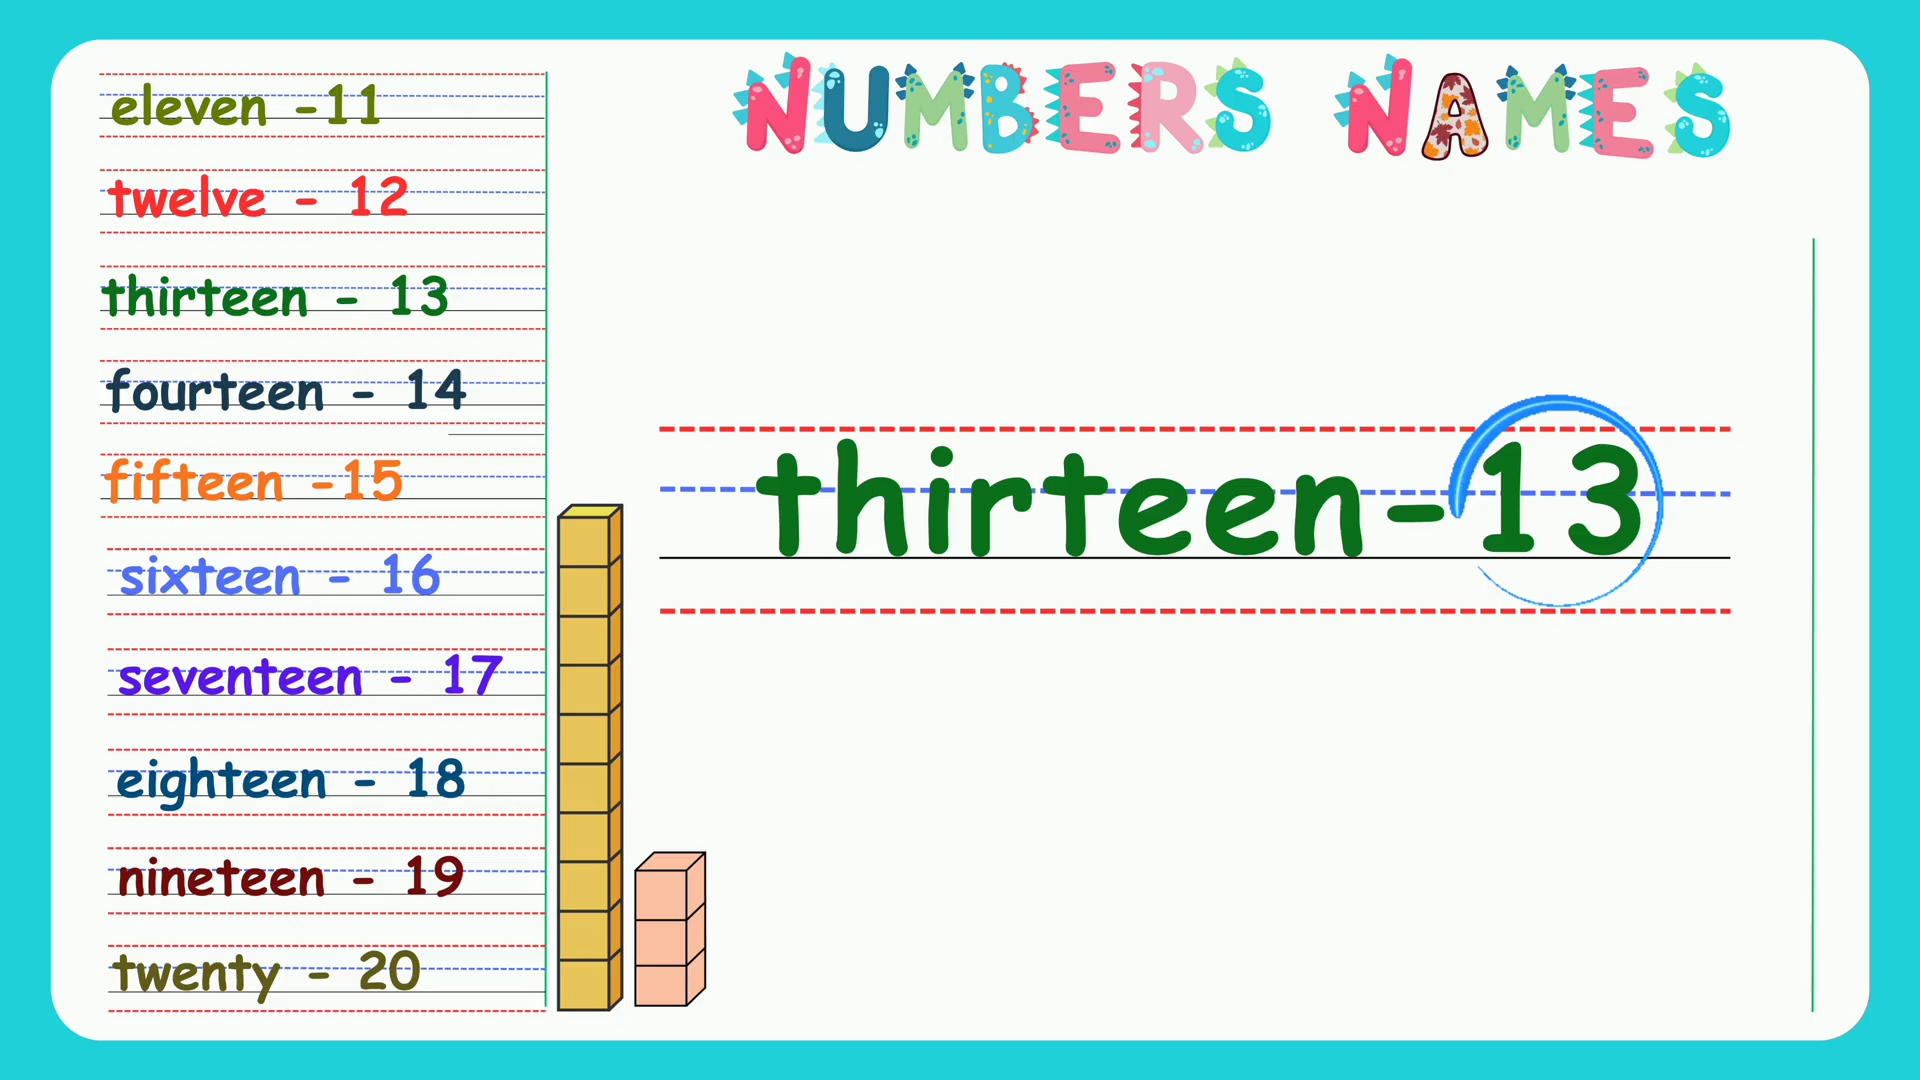 NUMBERS NAMES
eleven -11
twelve - 12
thirteen - 13
fourteen - 14
fifteen -15
sixteen - 16
seventeen - 17
eighteen - 18
nineteen - 19
twenty - 20
thirteen-13